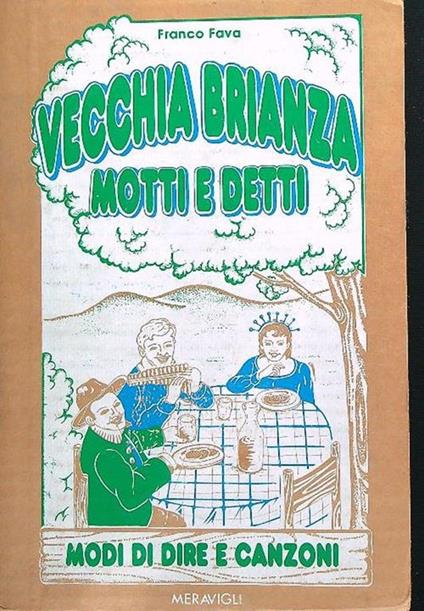 Franco Fava
VECCHIA BRIANZA
MOTTI E DETTI
MODI DI DIRE E CANZONI
MERAVIGLI